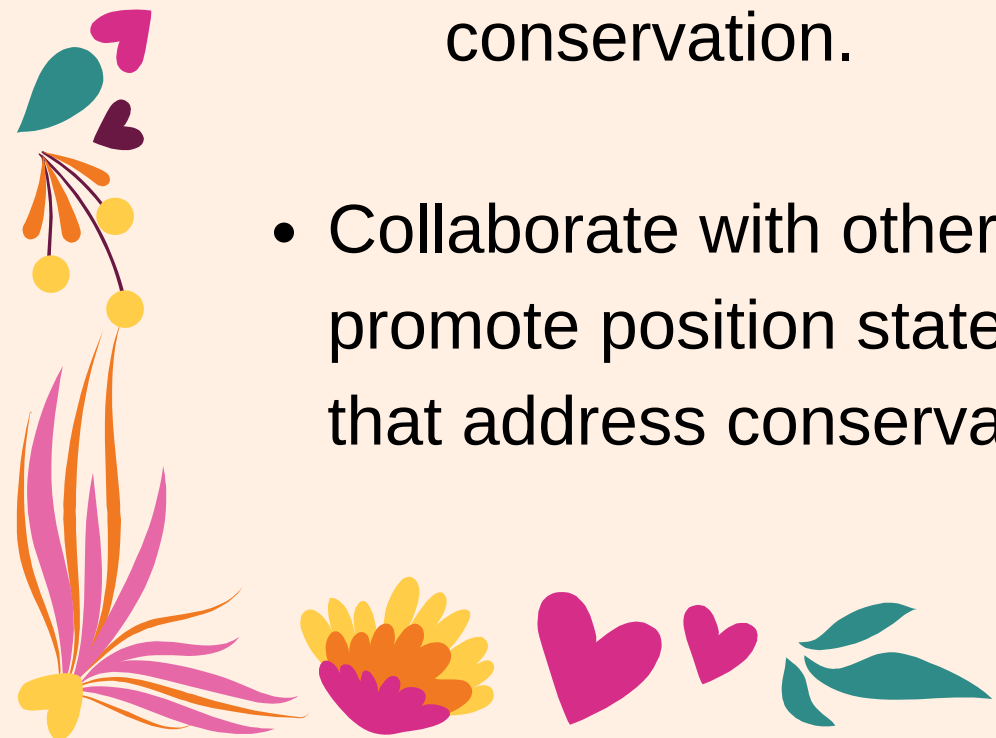 conservation.
• Collaborate with other
promote position state
that address conserva